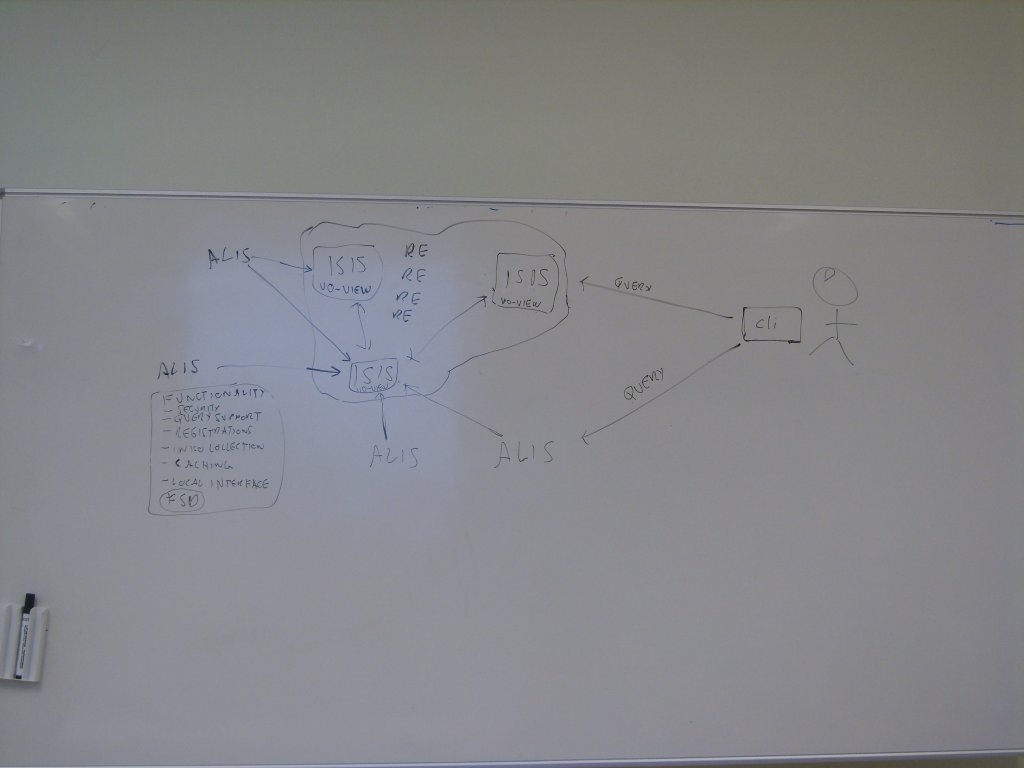 ALIS
ISIS
VO-VIEW
RE
RE
RE
RE
ISIS
VO-VIEW
QUERY
cli
ALIS
ISIS
VO-VIEW
QUERY
FUNCTIONALITY
- SECURITY
- QUERY SUPPORT
- REGISTRATIONS
- INFO COLLECTION
- CACHING
- LOCAL INTERFACE
ALIS
ALIS